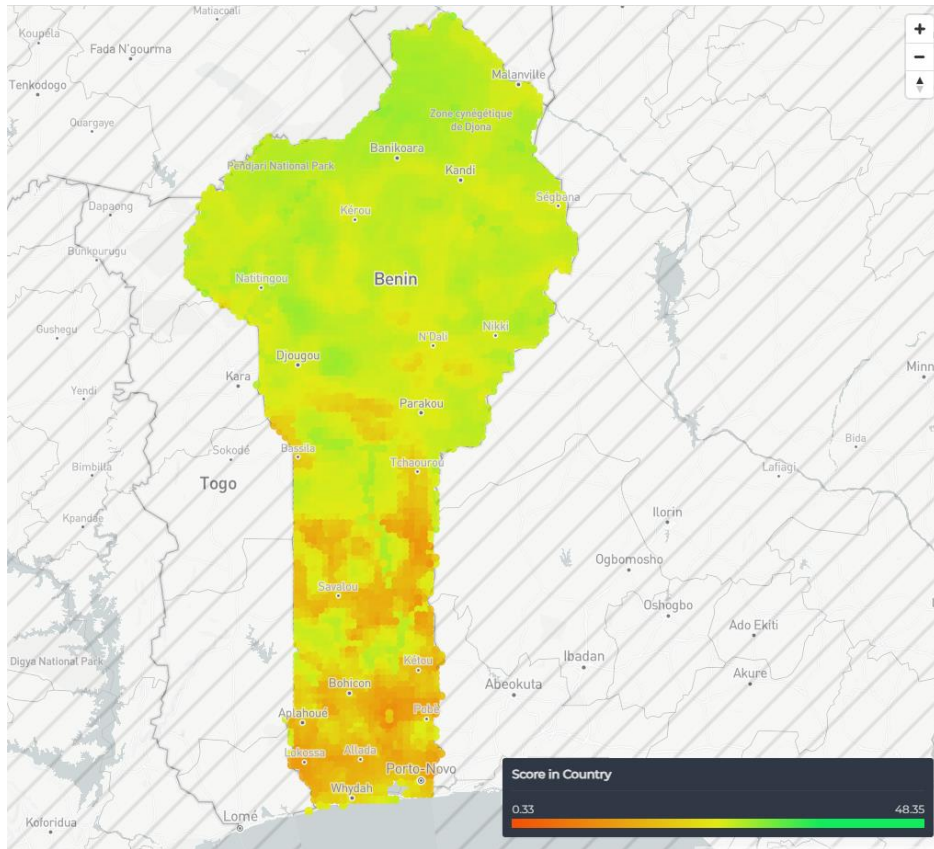 Matiacoali
Koupéla
Fada N'gourma
Tenkodogo
Malanville
Ouargaye
Zone cynégétique
de Djona
Banikoara
Pendjari National Park
Kandi
Dapaong
Ségbana
Kérou
Bunkpurugu
Natitingou
Benin
Gushegu
Nikki
N'Dali
Djougou
Kara
Minn
Yendi
Parakou
Bida
Sokodé
Bassila
Bimbilla
Tchaourou
Lafiagi
Togo
Kpandae
Ilorin
Ogbomosho
Savalou
Oshogbo
Ado Ekiti
Digya National Park
Kétou
Ibadan
Akure
Bohicon
Abeokuta
Aplahoué
Pobè
Lokossa
Allada
Porto-Novo
Whydah
Lomé
Koforidua
Score in Country
0.33 48.35